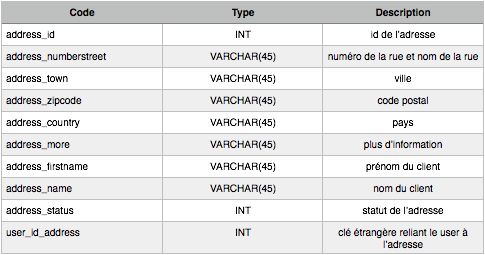 Code Type Description
address_id INT id de l'adresse
address_numberstreet VARCHAR(45) numéro de la rue et nom de la rue
address_town VARCHAR(45) ville
address_zipcode VARCHAR(45) code postal
address_country VARCHAR(45) pays
address_more VARCHAR(45) plus d'information
address_firstname VARCHAR(45) prénom du client
address_name VARCHAR(45) nom du client
address_status INT statut de l'adresse
user_id_address INT clé étrangère reliant le user à
l'adresse